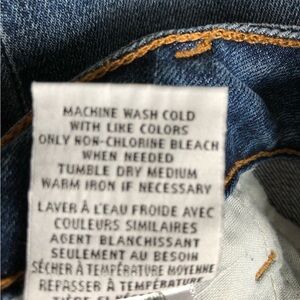 MACHINE WASH COLD
WITH LIKE COLORS
ONLY NON-CHLORINE BLEACH
WHEN NEEDED
TUMBLE DRY MEDIUM
WARM IRON IF NECESSARY
LAVER À L'EAU FROIDE AVEC
COULEURS SIMILAIRES
AGENT BLANCHISSANT
SEULEMENT AU BESOIN
SÉCHER À TEMPÉRATURE MOYENNE
REPASSER À TEMPÉRATURE